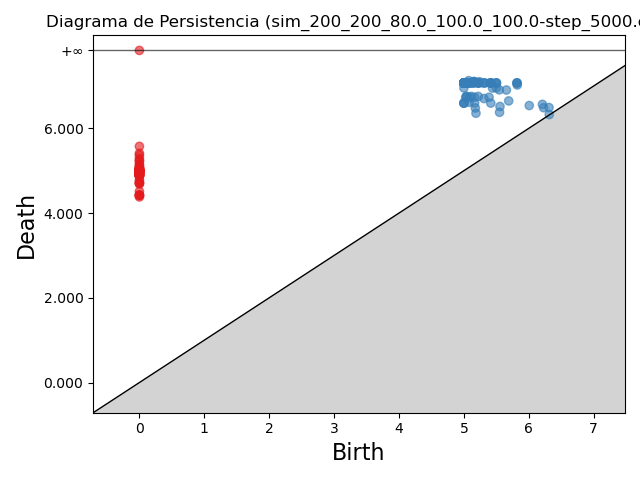 Diagrama de Persistencia (sim_200_200_80.0_100.0_100.0-step_5000.
+∞
6.000
4.000
2.000
0.000
Death
0 1 2 3 4 5 6 7
Birth